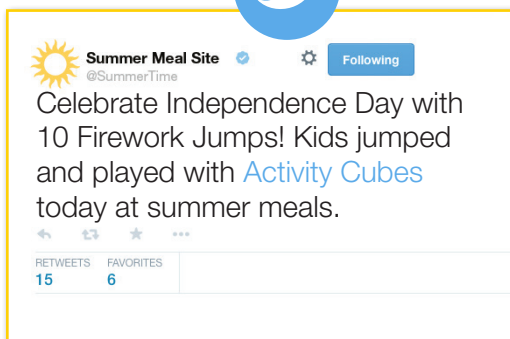 Summer Meal Site
Following
@SummerTime
Celebrate Independence Day with
10 Firework Jumps! Kids jumped
and played with Activity Cubes
today at summer meals.
RETWEETS FAVORITES
15 6